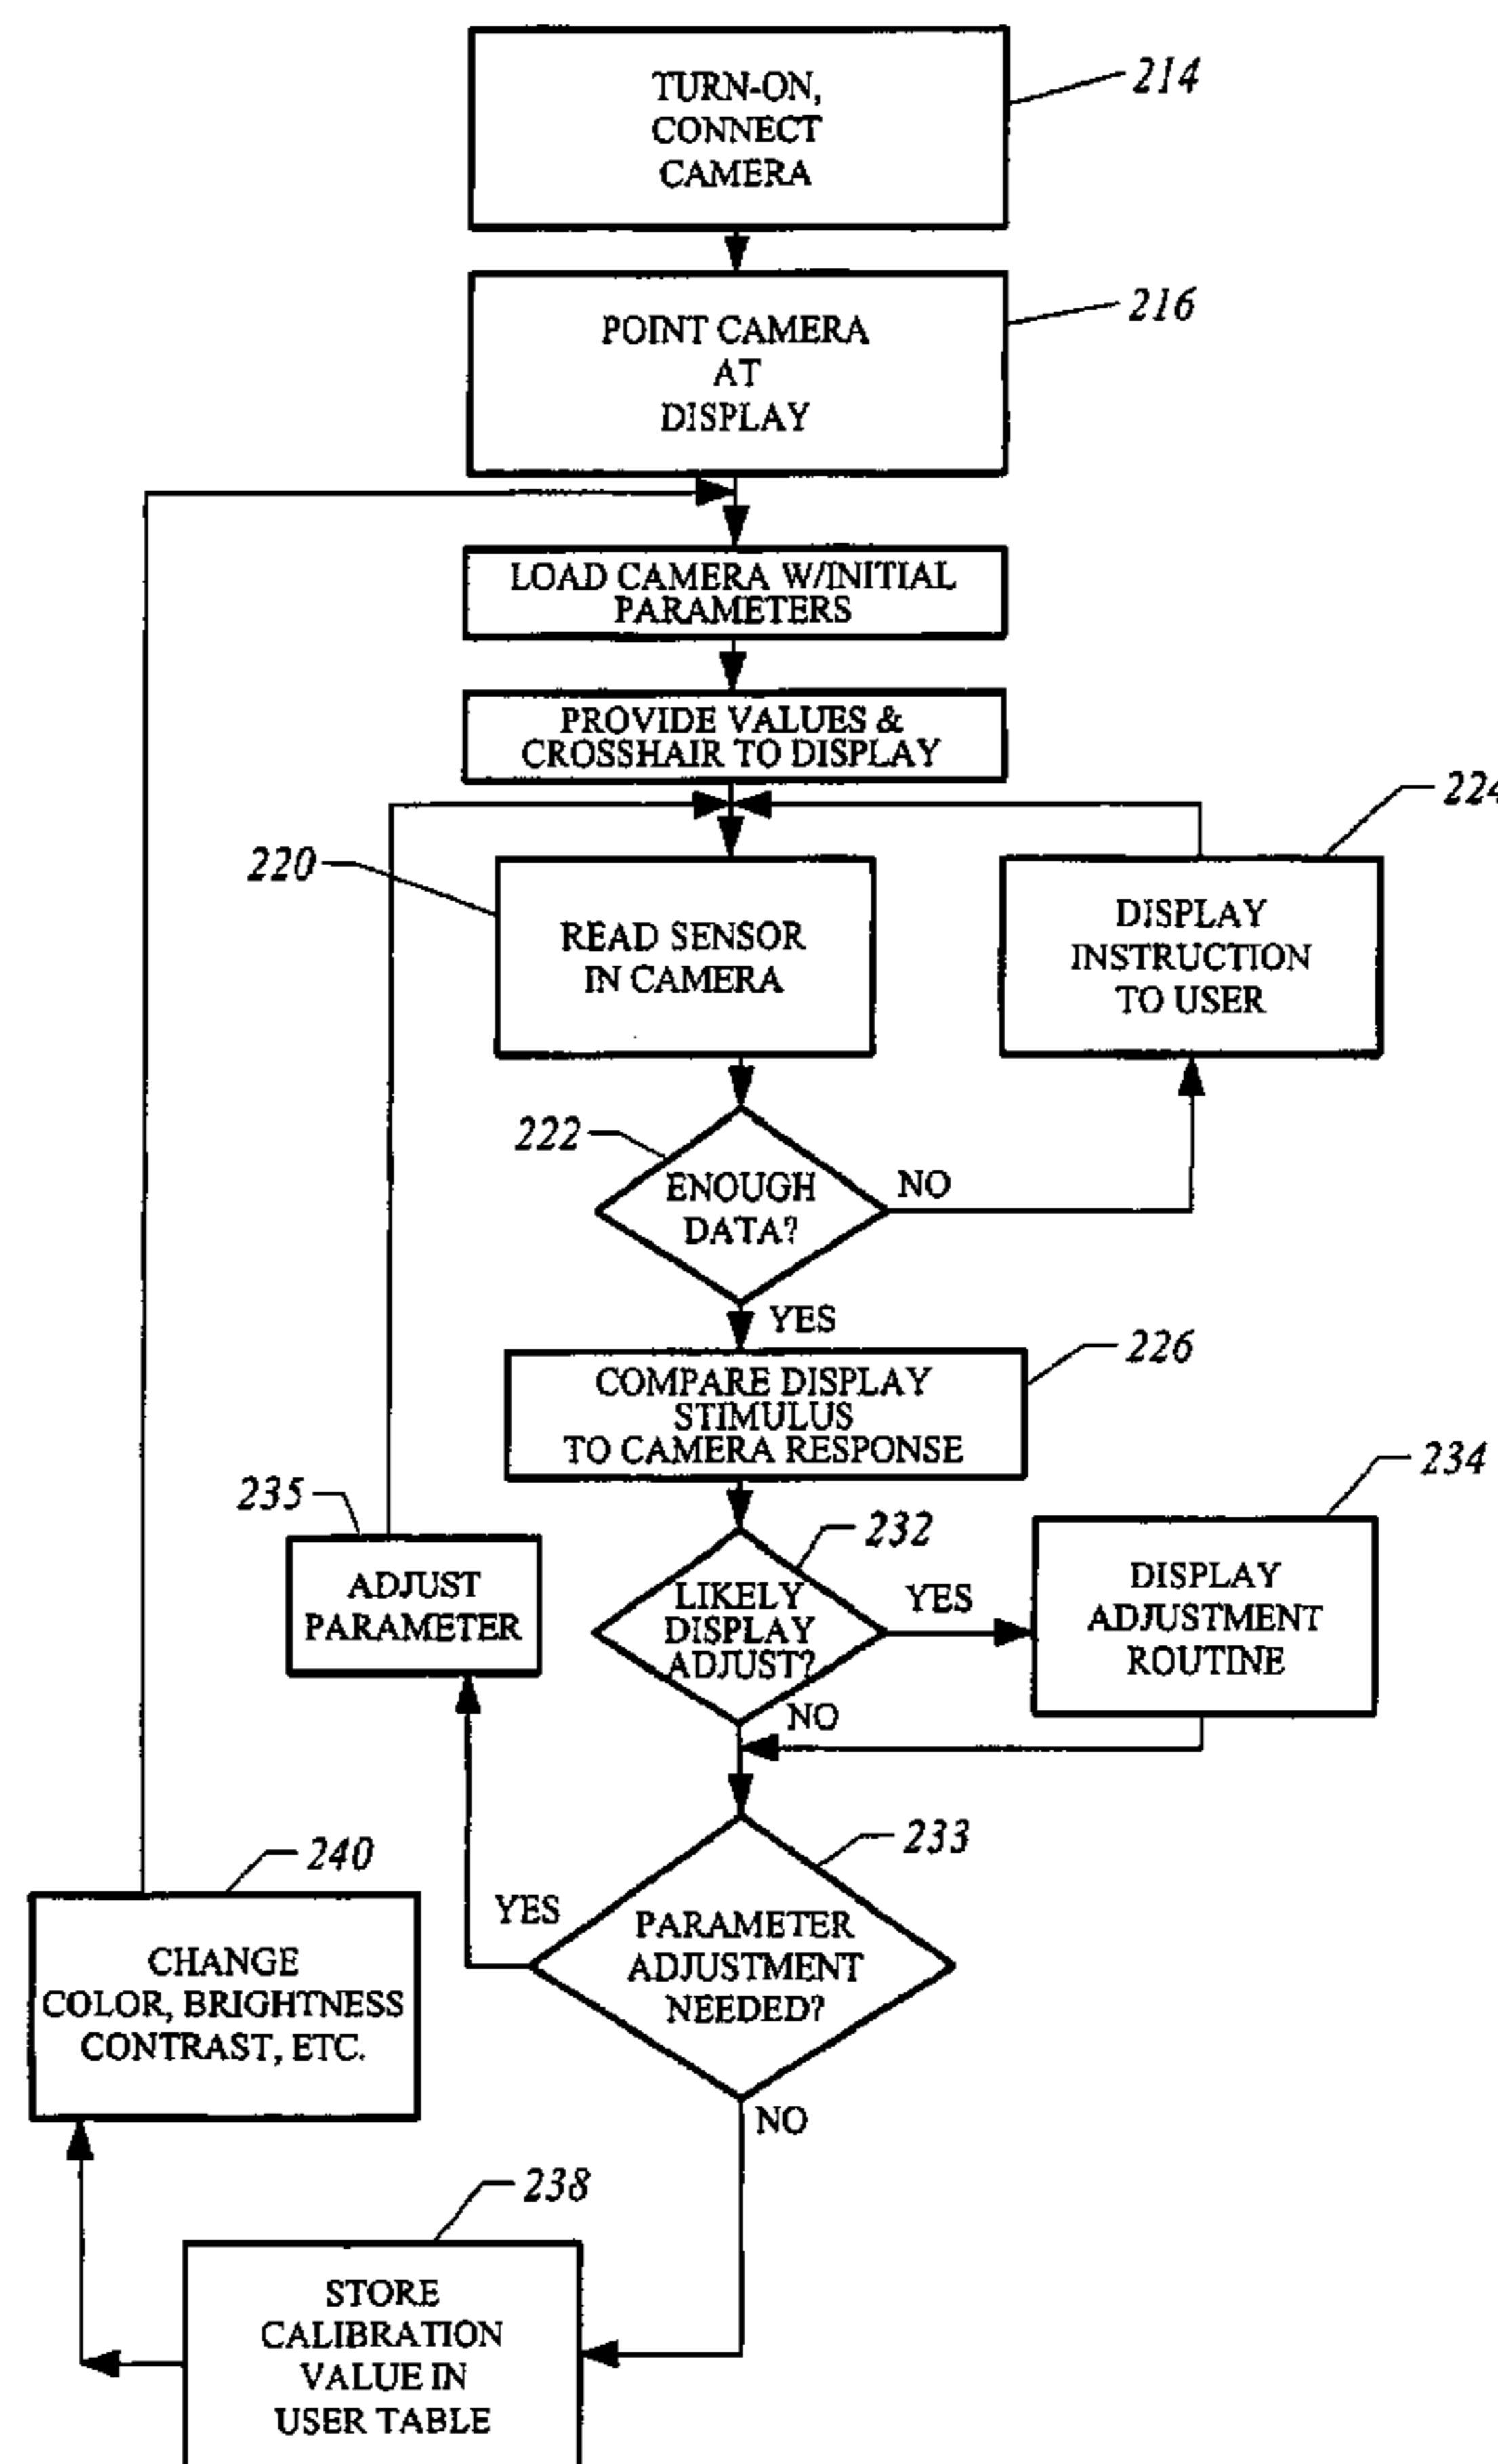 TURN-ON,
CONNECT
CAMERA
214
POINT CAMERA
AT
DISPLAY
216
LOAD CAMERA W/INITIAL
PARAMETERS
PROVIDE VALUES &
CROSSHAIR TO DISPLAY
224
220
READ SENSOR
IN CAMERA
DISPLAY
INSTRUCTION
TO USER
222
ENOUGH
DATA?
NO
YES
226
COMPARE DISPLAY
STIMULUS
TO CAMERA RESPONSE
234
235
232
ADJUST
PARAMETER
LIKELY
DISPLAY
ADJUST?
YES
DISPLAY
ADJUSTMENT
ROUTINE
NO
233
240
YES
PARAMETER
ADJUSTMENT
NEEDED?
CHANGE
COLOR, BRIGHTNESS
CONTRAST, ETC.
NO
238
STORE
CALIBRATION
VALUE IN
USER TABLE